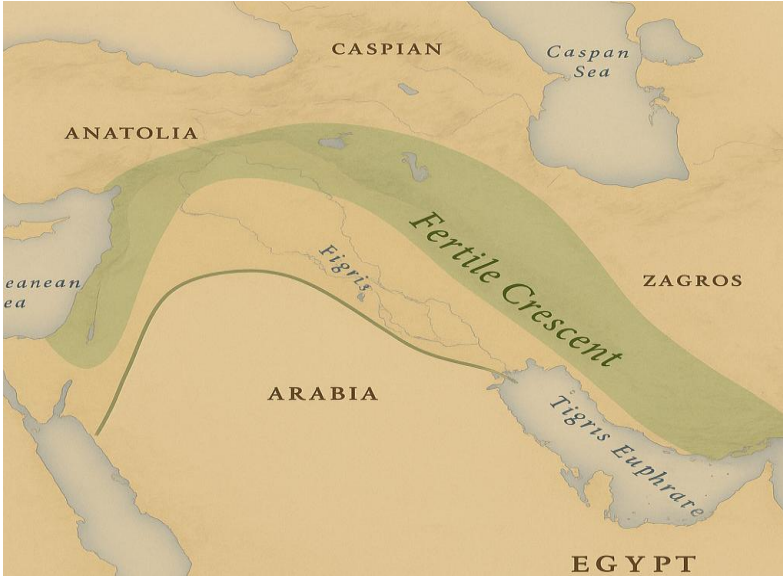 CASPIAN
Caspan
Sea
ANATOLIA
Fertile Crescent
Figris
eanean
ea
ZAGROS
ARABIA
Tigris Euphrare
EGYPT